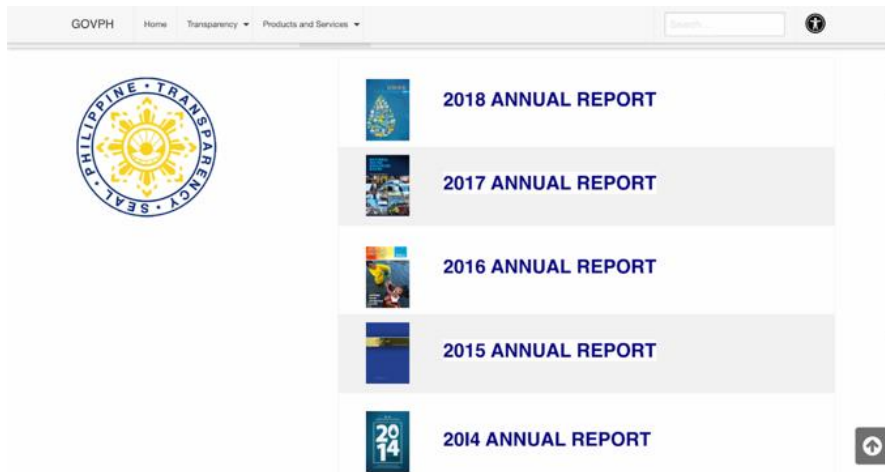 GOVPH Home Transparency Products and Services Search...
PHILIPPINE • TRANSPARENCY SEAL •
2018 ANNUAL REPORT
2017 ANNUAL REPORT
2016 ANNUAL REPORT
2015 ANNUAL REPORT
20
14
20I4 ANNUAL REPORT